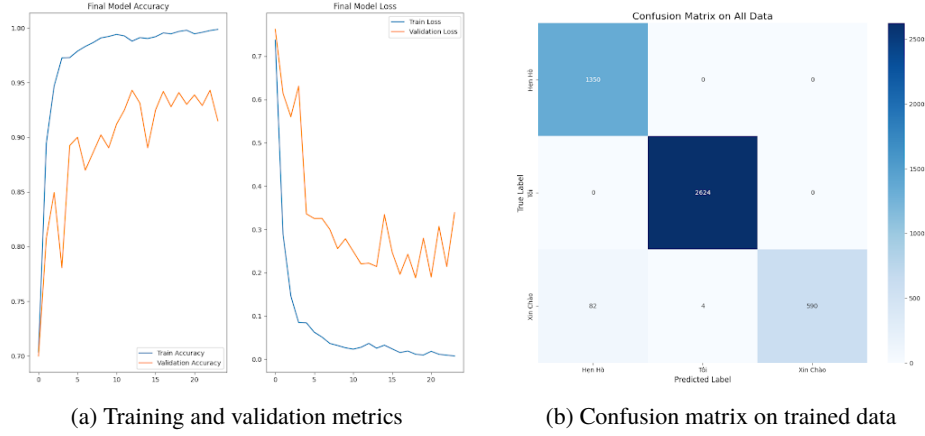 Final Model Accuracy
1.00
0.95
0.90
0.85
0.80
0.75
0.70
Train Accuracy
Validation Accuracy
0 5 10 15 20
Final Model Loss
Train Loss
Validation Loss
0.7
0.6
0.5
0.4
0.3
0.2
0.1
0.0
0 5 10 15 20
(a) Training and validation metrics
Confusion Matrix on All Data
True Label
Hẹn Hò
1350 0 0
0 2624 0
Xin Chào
82 4 590
Hẹn Hò Tôi Xin Chào
Predicted Label
2500
2000
1500
1000
500
0
(b) Confusion matrix on trained data